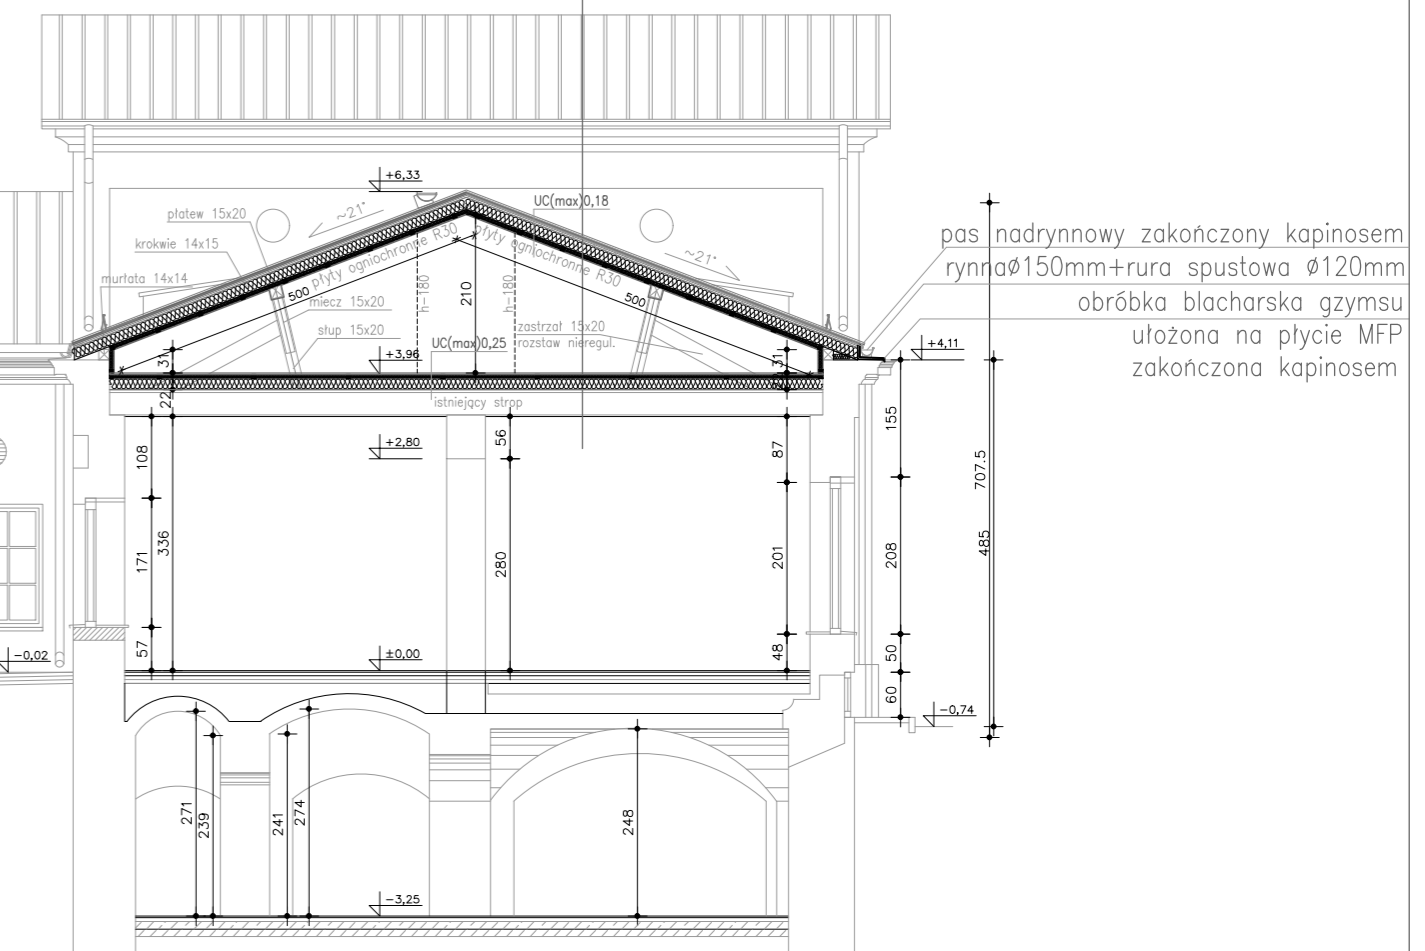 +6,33
UC(max)0,18
płatew 15x20
~21°
krokwie 14x15
płyty ogniochronne R30
płyty ogniochronne R30
~21°
murłata 14x14
pas nadrynnowy zakończony kapinosem
rynnaø150mm+rura spustowa ø120mm
obróbka blacharska gzymsu
ułożona na płycie MFP
zakończona kapinosem
500
h-180
210
h-180
500
miecz 15x20
słup 15x20
zastrzał 15x20
rozstaw nieregul.
UC(max)0,25
+3,96
+4,11
31
31
22
istniejący strop
108
+2,80
56
87
155
707.5
171
336
280
201
208
485
57
±0,00
48
50
-0,02
60
-0,74
271
239
241
274
248
-3,25